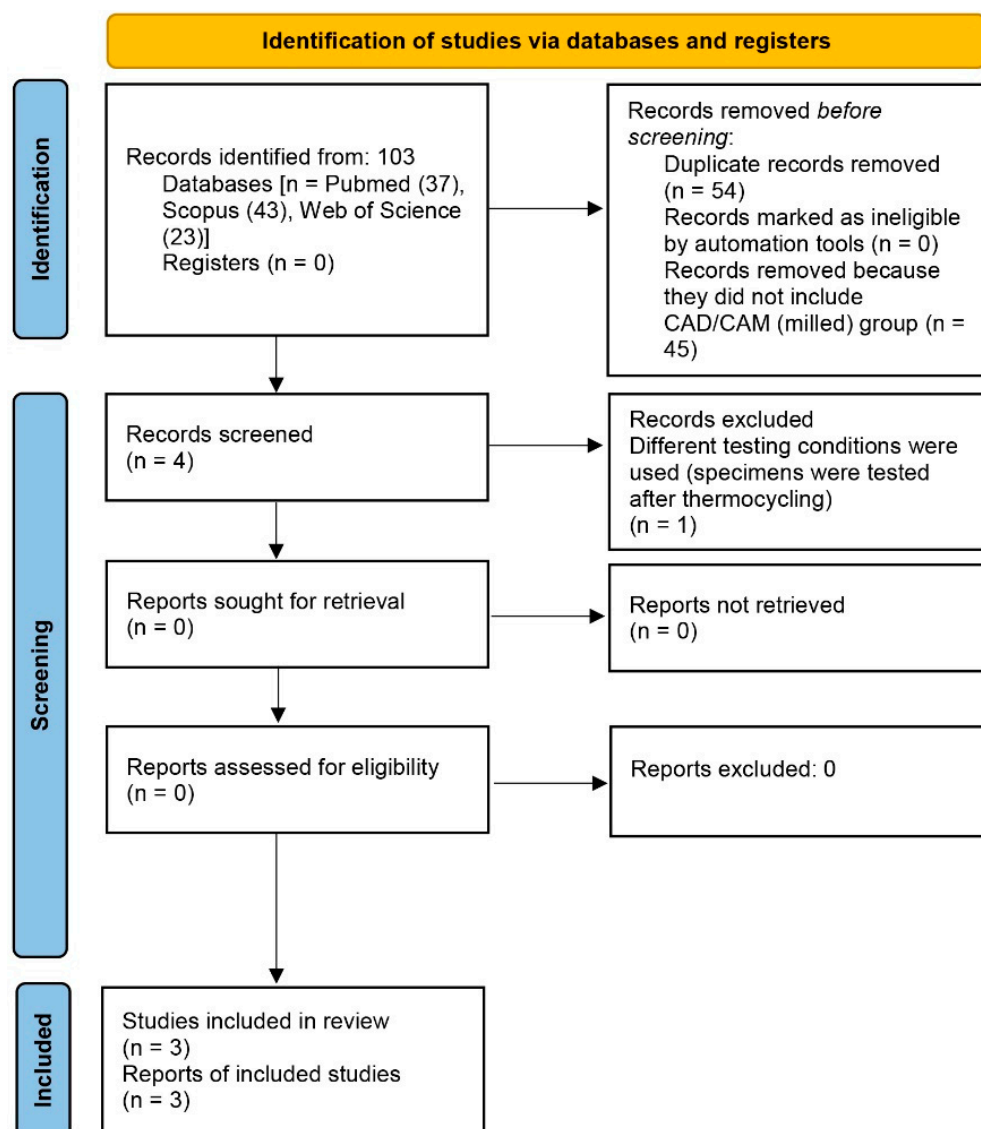 Identification of studies via databases and registers
Identification
Records identified from: 103
Databases [n = Pubmed (37),
Scopus (43), Web of Science
(23)]
Registers (n = 0)
Records removed before
screening:
Duplicate records removed
(n = 54)
Records marked as ineligible
by automation tools (n = 0)
Records removed because
they did not include
CAD/CAM (milled) group (n =
45)
Screening
Records screened
(n = 4)
Records excluded
Different testing conditions were
used (specimens were tested
after thermocycling)
(n = 1)
Reports sought for retrieval
(n = 0)
Reports not retrieved
(n = 0)
Reports assessed for eligibility
(n = 0)
Reports excluded: 0
Included
Studies included in review
(n = 3)
Reports of included studies
(n = 3)